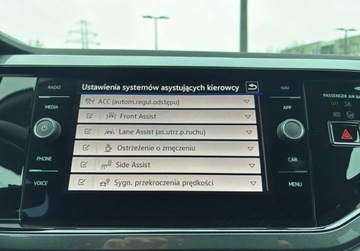 Ustawienia systemów asystujących kierowcy
RADIO
NAV
PASSENGER AIR BA
ACC (autom.regul.odstępu)
MEDIA
APP
Front Assist
Lane Assist (as.utrz.p.ruchu)
Ostrzeżenie o zmęczeniu
PHONE
CAR
Side Assist
VOICE
MENU
Sygn. przekroczenia prędkości